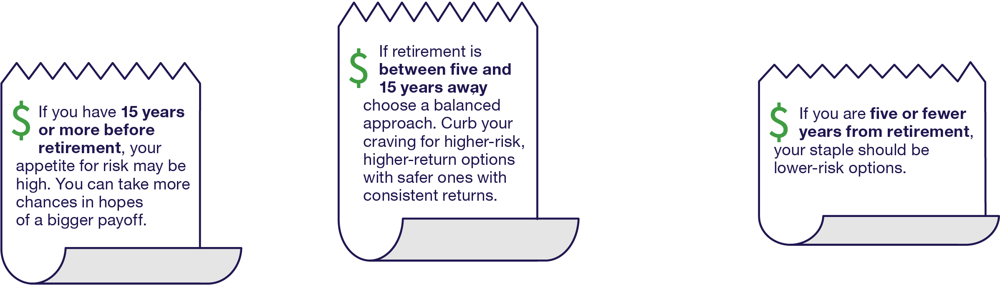 $ If you have 15 years
or more before
retirement, your
appetite for risk may be
high. You can take more
chances in hopes
of a bigger payoff.
$ If retirement is
between five and
15 years away,
choose a balanced
approach. Curb your
craving for higher-risk,
higher-return options
with safer ones with
consistent returns.
$ If you are five or fewer
years from retirement,
your staple should be
lower-risk options.